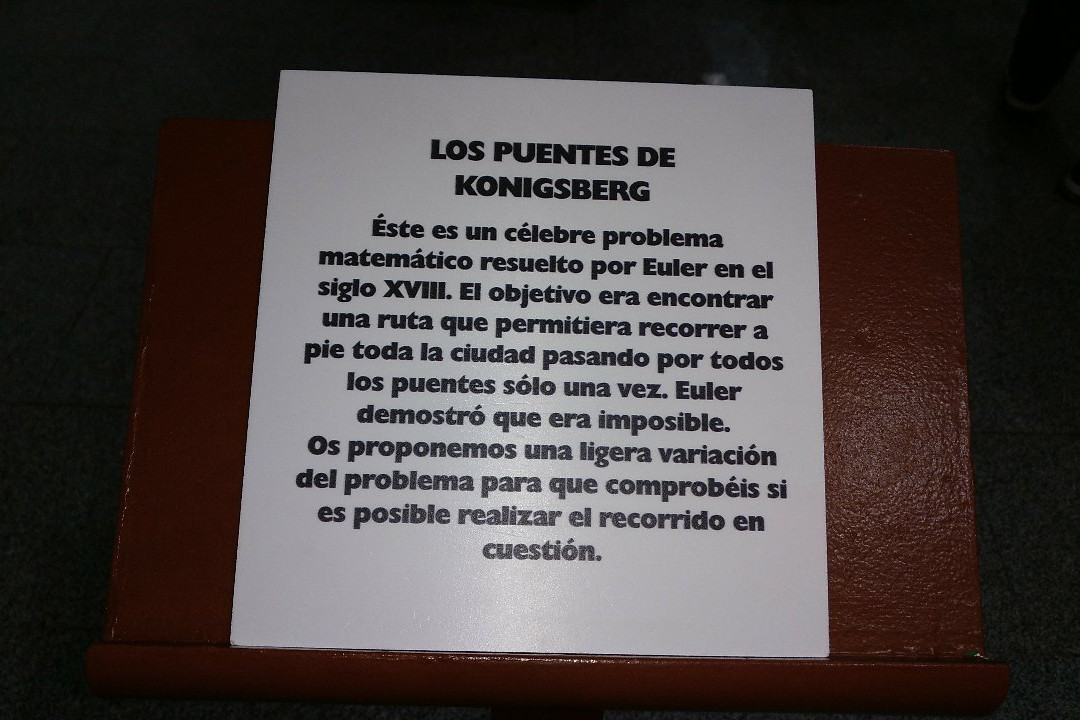 LOS PUENTES DE
KONIGSBERG
Éste es un célebre problema
matemático resuelto por Euler en el
siglo XVIII. El objetivo era encontrar
una ruta que permitiera recorrer a
pie toda la ciudad pasando por todos
los puentes sólo una vez. Euler
demostró que era imposible.
Os proponemos una ligera variación
del problema para que comprobéis si
es posible realizar el recorrido en
cuestión.